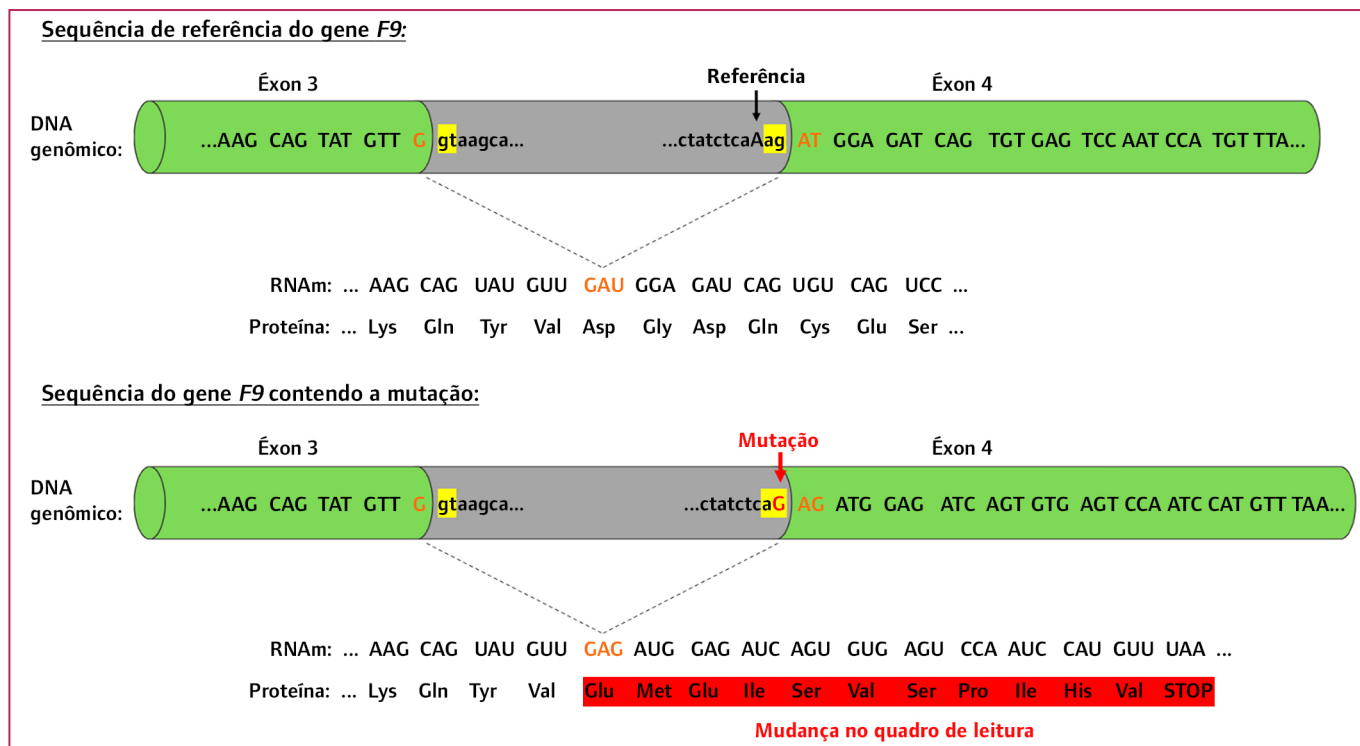 Sequência de referência do gene F9:
Éxon 3
Referência
Éxon 4
DNA genômico:
...AAG CAG TAT GTT G gtaagca... ...ctatctcaAag AT GGA GAT CAG TGT GAG TCC AAT CCA TGT TTA...
RNAm: ... AAG CAG UAU GUU GAU GGA GAU CAG UGU CAG UCC ...
Proteína: ... Lys Gln Tyr Val Asp Gly Asp Gln Cys Glu Ser ...
Sequência do gene F9 contendo a mutação:
Éxon 3
Mutação
Éxon 4
DNA genômico:
...AAG CAG TAT GTT G gtaagca... ...ctatctcaG AG ATG GAG ATC AGT GTG AGT CCA ATC CAT GTT TAA...
RNAm: ... AAG CAG UAU GUU GAG AUG GAG AUC AGU GUG AGU CCA AUC CAU GUU UAA ...
Proteína: ... Lys Gln Tyr Val Glu Met Glu Ile Ser Val Ser Pro Ile His Val STOP
Mudança no quadro de leitura